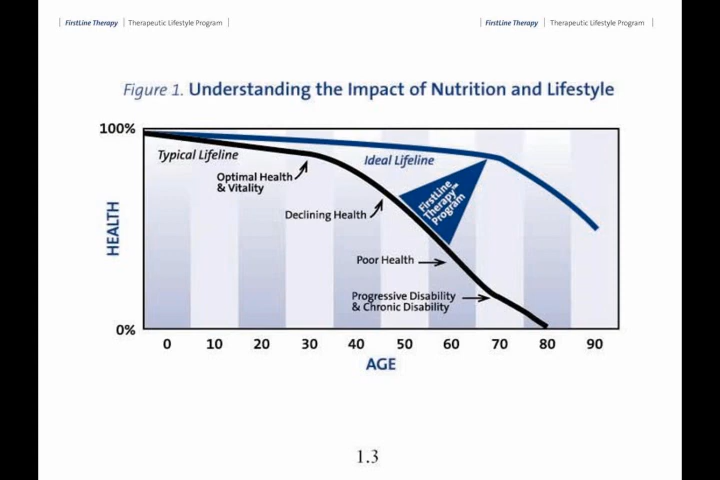 FirstLine Therapy | Therapeutic Lifestyle Program |
FirstLine Therapy | Therapeutic Lifestyle Program |
Figure 1. Understanding the Impact of Nutrition and Lifestyle
100%
Typical Lifeline
Ideal Lifeline
Optimal Health
& Vitality
FirstLine
Therapy™
Program
Declining Health
HEALTH
Poor Health
Progressive Disability
& Chronic Disability
0%
0 10 20 30 40 50 60 70 80 90
AGE
1.3